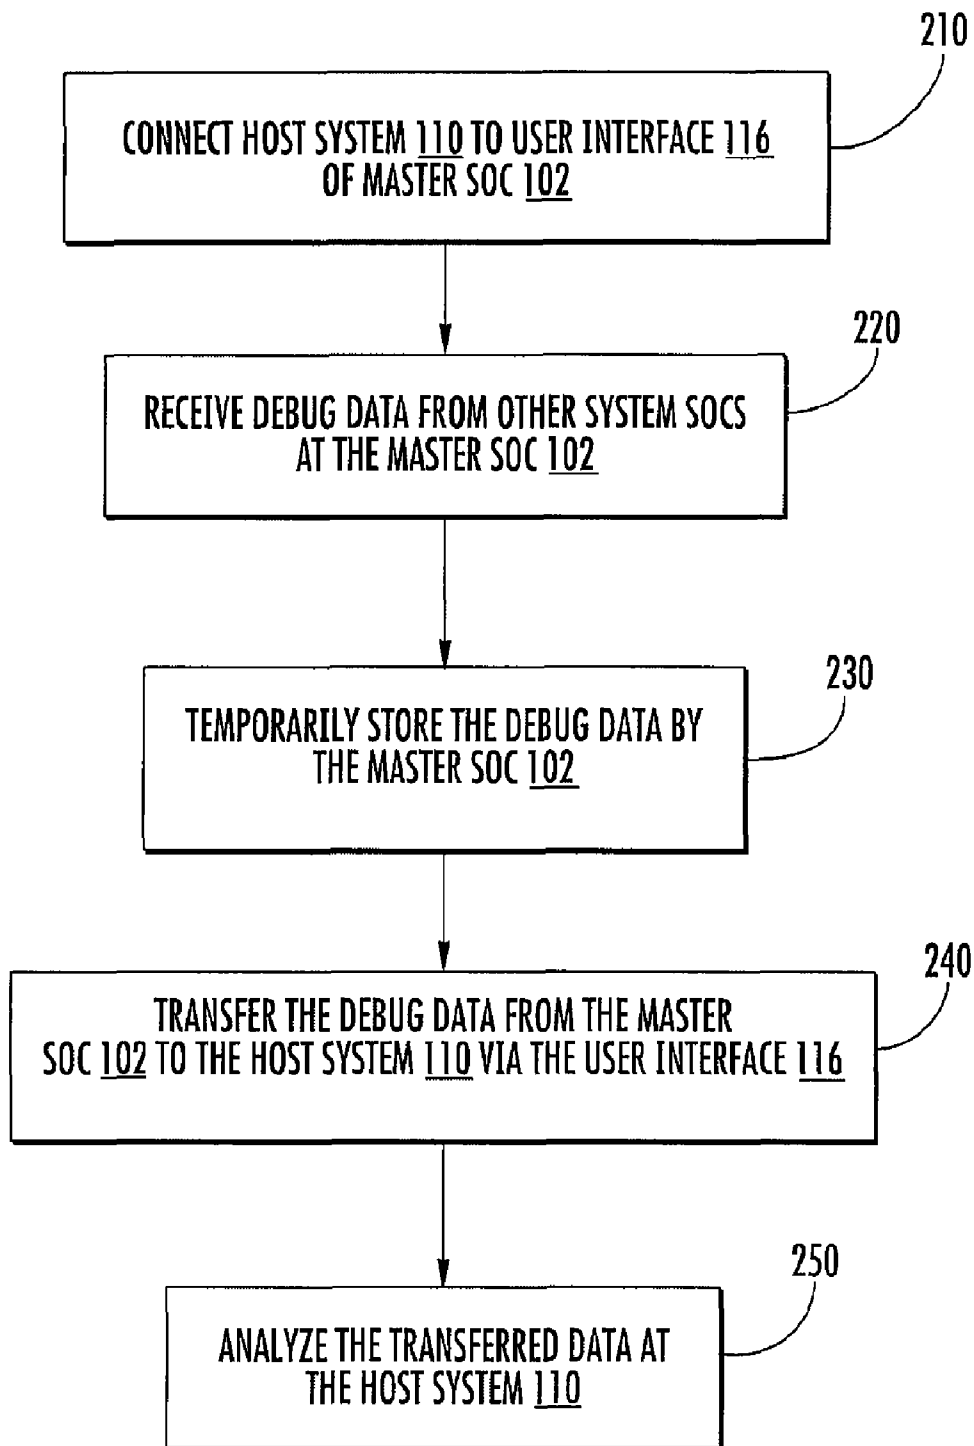 210
CONNECT HOST SYSTEM 110 TO USER INTERFACE 116
OF MASTER SOC 102
220
RECEIVE DEBUG DATA FROM OTHER SYSTEM SOCS
AT THE MASTER SOC 102
230
TEMPORARILY STORE THE DEBUG DATA BY
THE MASTER SOC 102
240
TRANSFER THE DEBUG DATA FROM THE MASTER
SOC 102 TO THE HOST SYSTEM 110 VIA THE USER INTERFACE 116
250
ANALYZE THE TRANSFERRED DATA AT
THE HOST SYSTEM 110